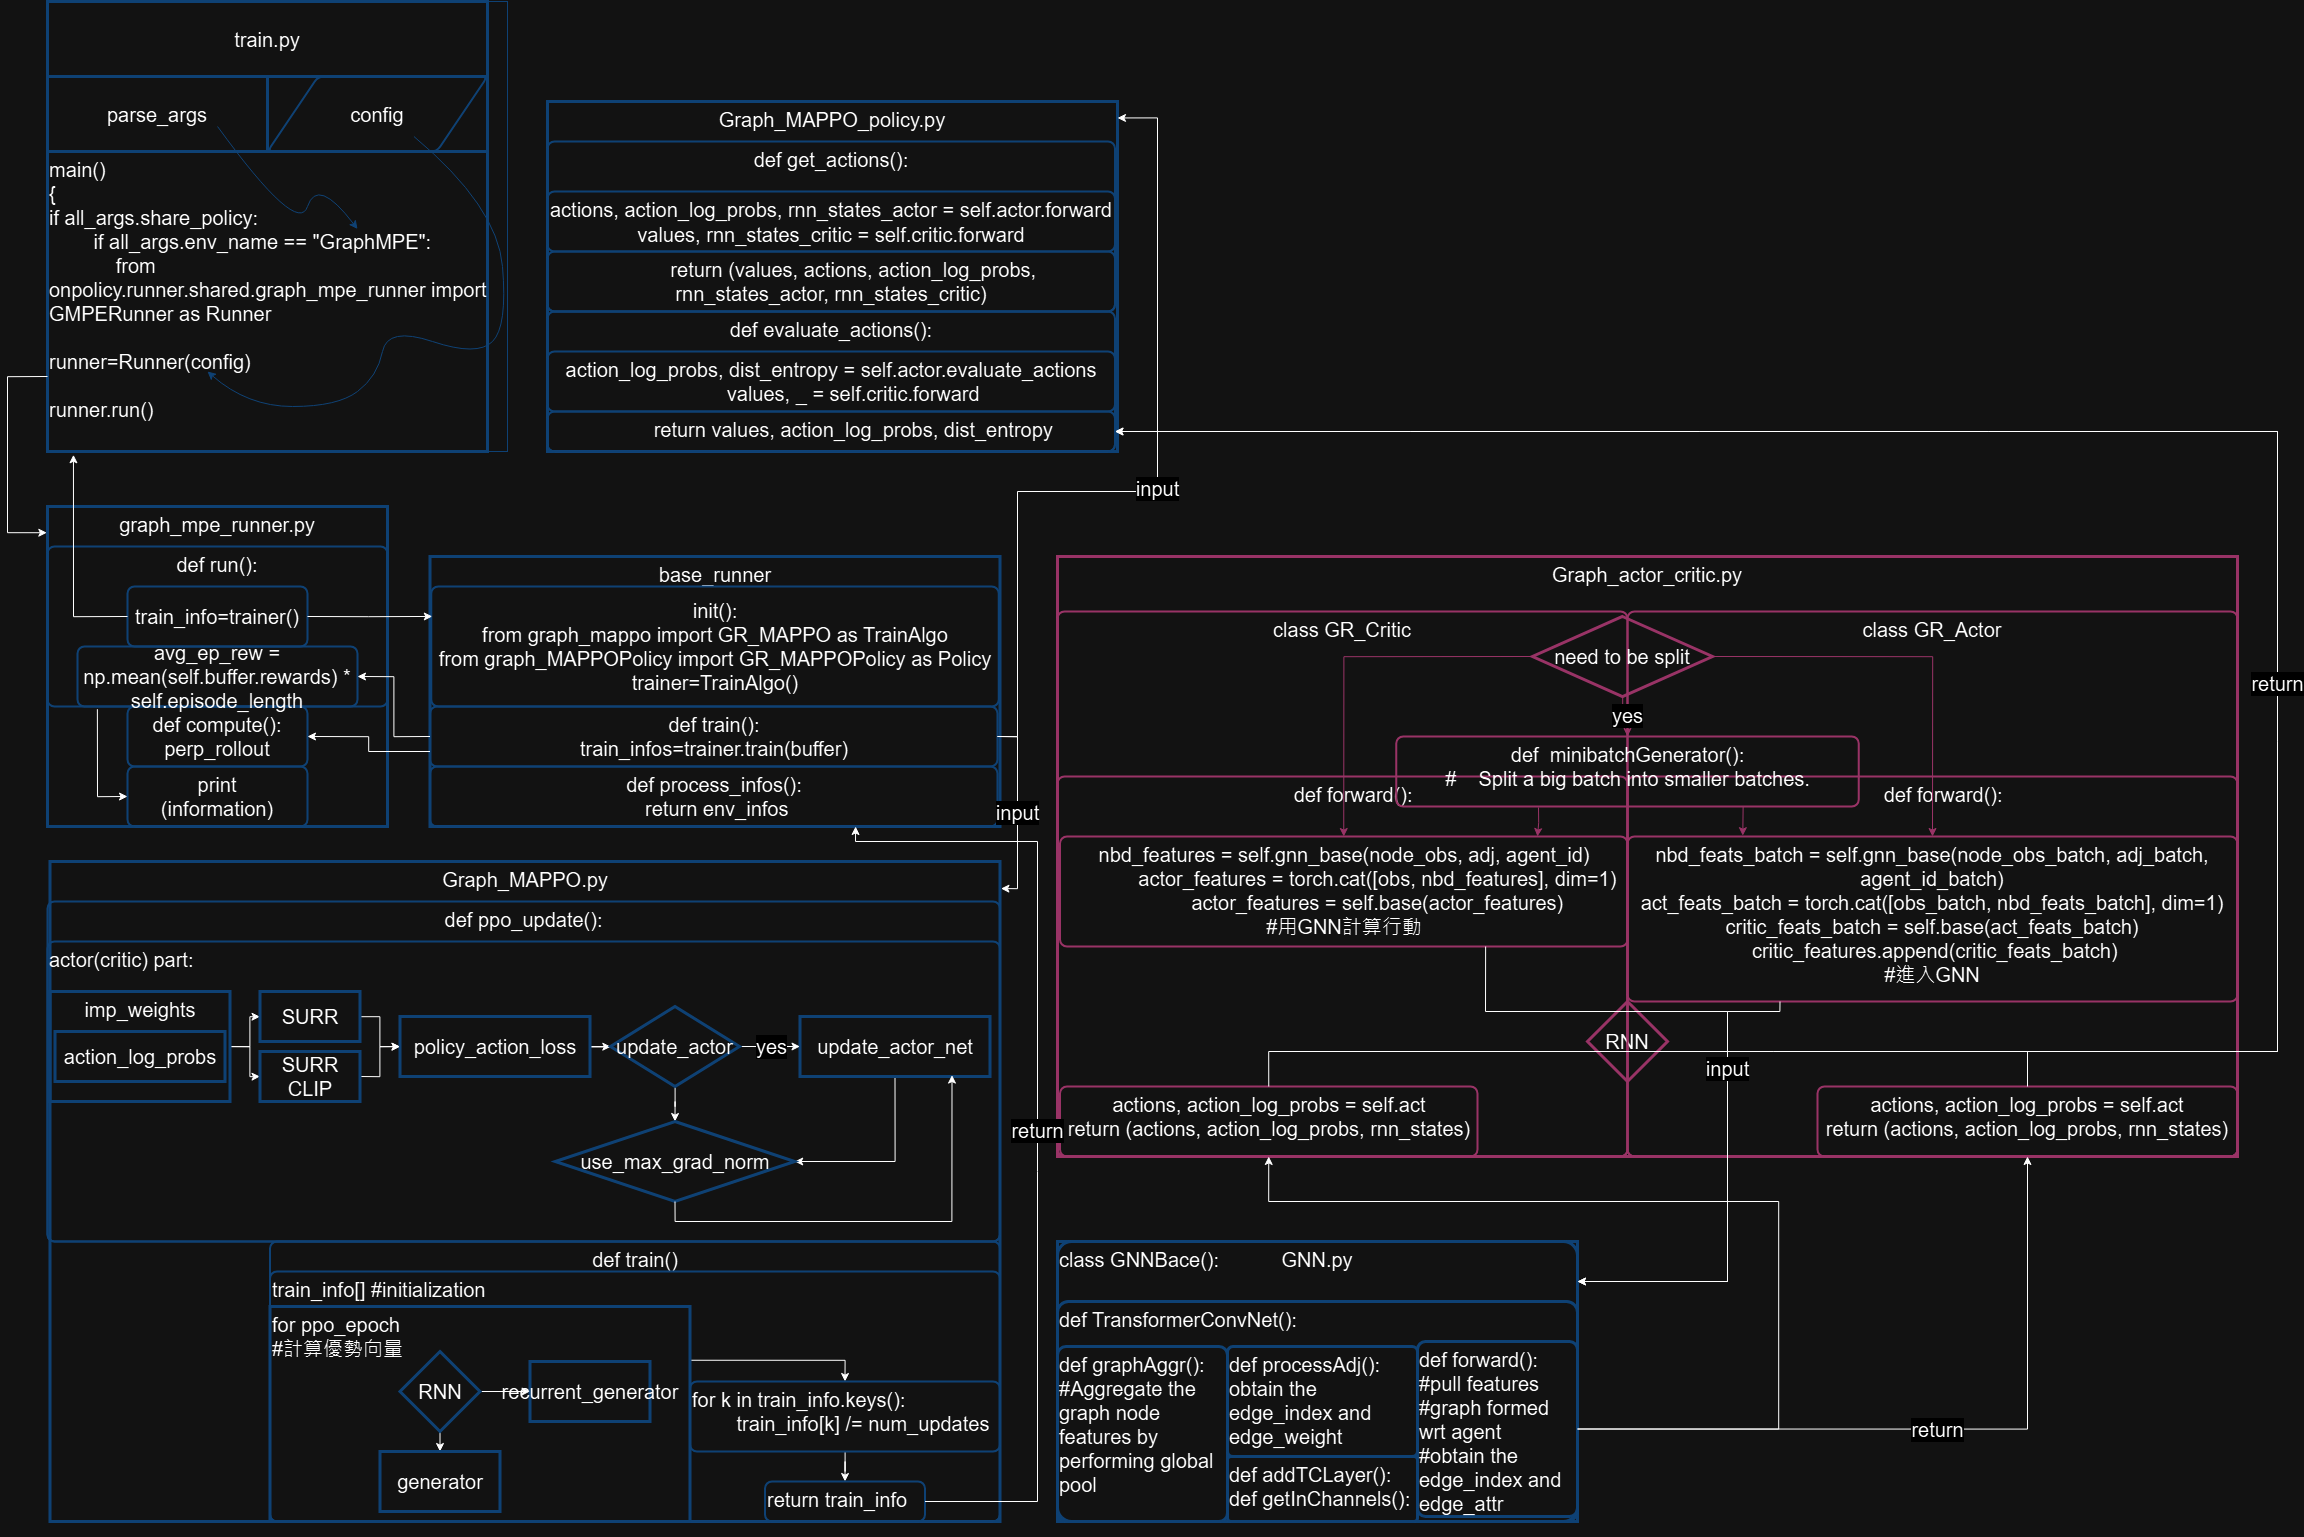 train.py
parse_args
config
main()
{
if all_args.share_policy:
if all_args.env_name == "GraphMPE":
from
onpolicy.runner.shared.graph_mpe_runner import
GMPERunner as Runner
runner=Runner(config)
runner.run()
Graph_MAPPO_policy.py
def get_actions():
actions, action_log_probs, rnn_states_actor = self.actor.forward
values, rnn_states_critic = self.critic.forward
return (values, actions, action_log_probs,
rnn_states_actor, rnn_states_critic)
def evaluate_actions():
action_log_probs, dist_entropy = self.actor.evaluate_actions
values, _ = self.critic.forward
return values, action_log_probs, dist_entropy
input
graph_mpe_runner.py
def run():
train_info=trainer()
avg_ep_rew =
np.mean(self.buffer.rewards) *
self.episode_length
def compute():
perp_rollout
print
(information)
base_runner
init():
from graph_mappo import GR_MAPPO as TrainAlgo
from graph_MAPPOPolicy import GR_MAPPOPolicy as Policy
trainer=TrainAlgo()
def train():
train_infos=trainer.train(buffer)
def process_infos():
return env_infos
input
Graph_actor_critic.py
class GR_Critic
class GR_Actor
need to be split
yes
def  minibatchGenerator():
#    Split a big batch into smaller batches.
def forward():
def forward():
nbd_features = self.gnn_base(node_obs, adj, agent_id)
actor_features = torch.cat([obs, nbd_features], dim=1)
actor_features = self.base(actor_features)
#用GNN計算行動
nbd_feats_batch = self.gnn_base(node_obs_batch, adj_batch,
agent_id_batch)
act_feats_batch = torch.cat([obs_batch, nbd_feats_batch], dim=1)
critic_feats_batch = self.base(act_feats_batch)
critic_features.append(critic_feats_batch)
#進入GNN
RNN
input
return
actions, action_log_probs = self.act
return (actions, action_log_probs, rnn_states)
actions, action_log_probs = self.act
return (actions, action_log_probs, rnn_states)
return
Graph_MAPPO.py
def ppo_update():
actor(critic) part:
imp_weights
action_log_probs
SURR
SURR
CLIP
policy_action_loss
update_actor
yes
update_actor_net
use_max_grad_norm
def train()
train_info[] #initialization
for ppo_epoch
#計算優勢向量
RNN
recurrent_generator
generator
for k in train_info.keys():
train_info[k] /= num_updates
return train_info
class GNNBace():
GNN.py
def TransformerConvNet():
def graphAggr():
#Aggregate the
graph node
features by
performing global
pool
def processAdj():
obtain the
edge_index and
edge_weight
def addTCLayer():
def getInChannels():
def forward():
#pull features
#graph formed
wrt agent
#obtain the
edge_index and
edge_attr
return